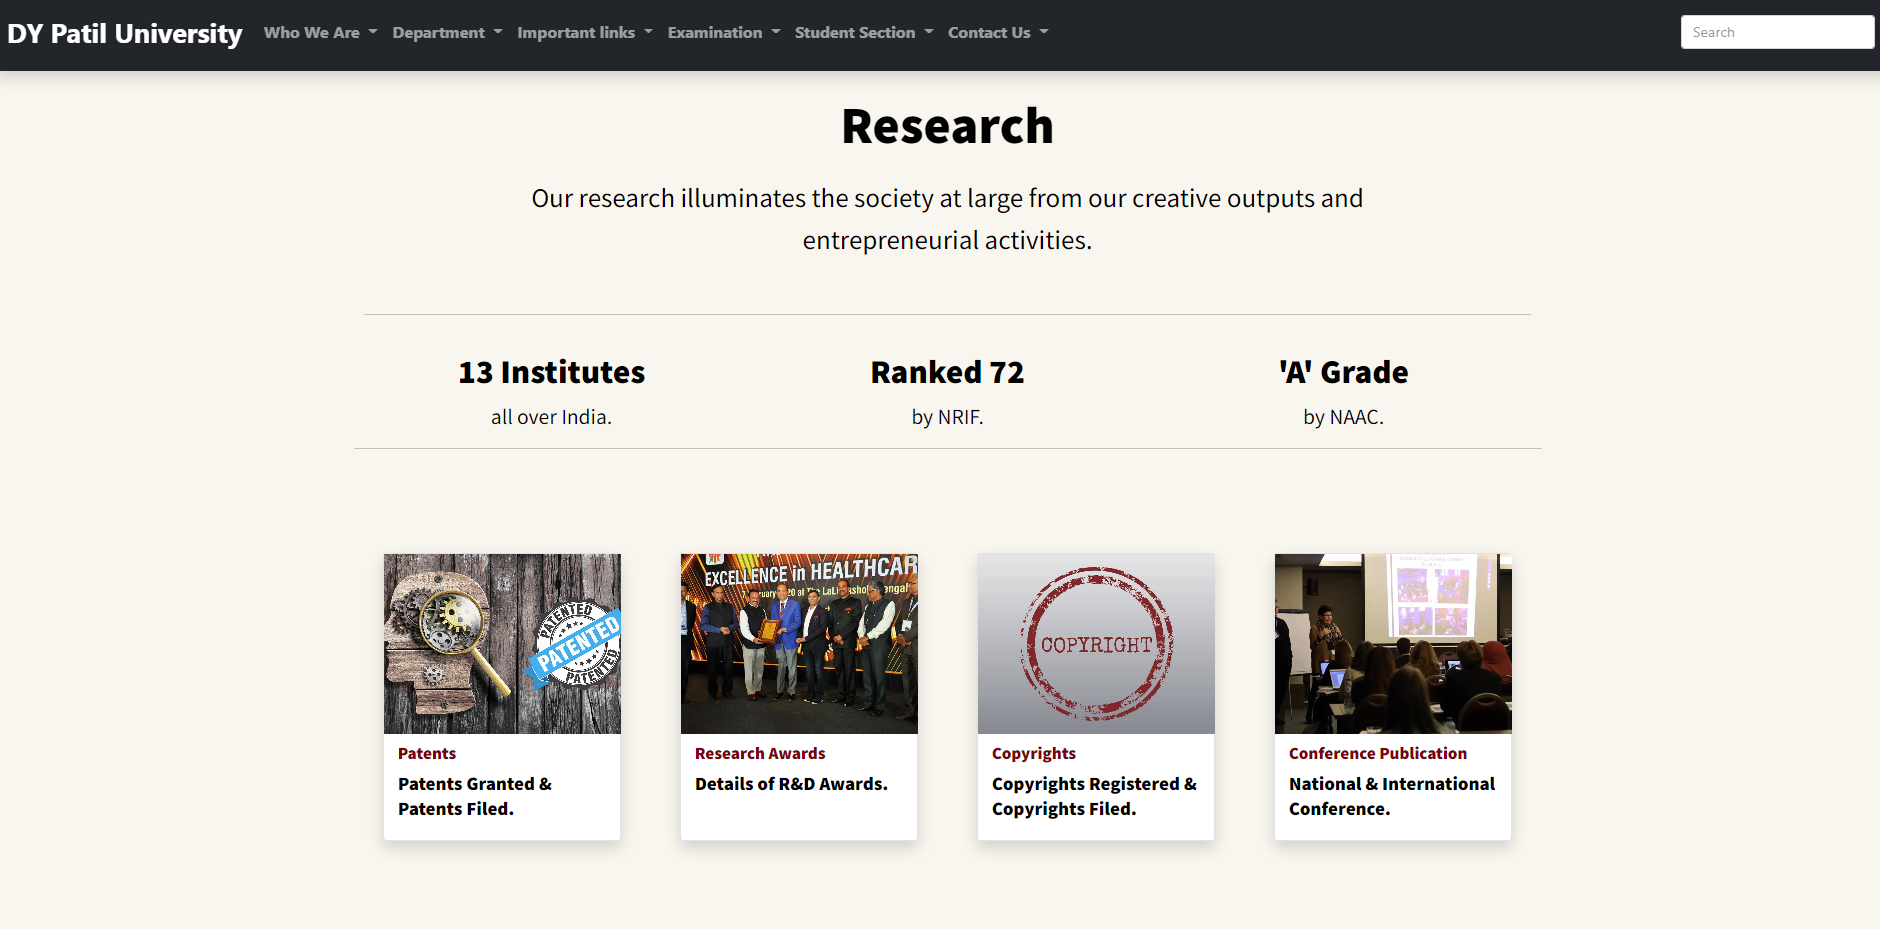 DY Patil University Who We Are Department Important links Examination Student Section Contact Us Search
Research
Our research illuminates the society at large from our creative outputs and
entrepreneurial activities.
13 Institutes
all over India.
Ranked 72
by NRIF.
'A' Grade
by NAAC.
PATENTED
PATENTED
PATENTED
Patents
Patents Granted &
Patents Filed.
EXCELLENCE in HEALTHCAR
Research Awards
Details of R&D Awards.
COPYRIGHT
Copyrights
Copyrights Registered &
Copyrights Filed.
Conference Publication
National & International
Conference.